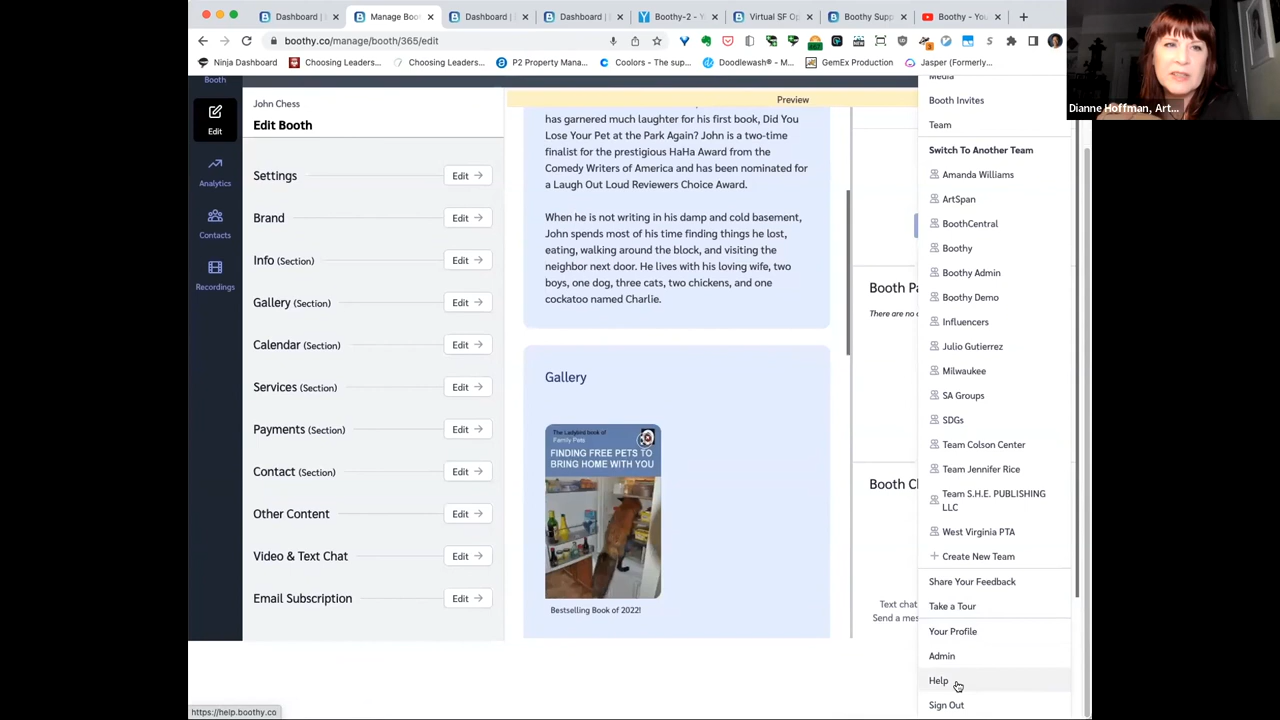 Dashboard |
Manage Boo
Dashboard |
Dashboard |
Boothy-2 - Y
Virtual SF Op
Boothy Supp
Boothy - You
boothy.co/manage/booth/365/edit
Ninja Dashboard
Choosing Leaders...
Choosing Leaders...
P2 Property Mana...
Coolors - The sup...
Doodlewash® - M...
GemEx Production
Jasper (Formerly...
Dianne Hoffman, Art...
Booth
Edit
Analytics
Contacts
Recordings
John Chess
Edit Booth
Settings
Edit
Brand
Edit
Info (Section)
Edit
Gallery (Section)
Edit
Calendar (Section)
Edit
Services (Section)
Edit
Payments (Section)
Edit
Contact (Section)
Edit
Other Content
Edit
Video & Text Chat
Edit
Email Subscription
Edit
Preview
has garnered much laughter for his first book, Did You
Lose Your Pet at the Park Again? John is a two-time
finalist for the prestigious HaHa Award from the
Comedy Writers of America and has been nominated for
a Laugh Out Loud Reviewers Choice Award.
When he is not writing in his damp and cold basement,
John spends most of his time finding things he lost,
eating, walking around the block, and visiting the
neighbor next door. He lives with his loving wife, two
boys, one dog, three cats, two chickens, and one
cockatoo named Charlie.
Gallery
The Ladybird book of
Family Pets
FINDING FREE PETS TO
BRING HOME WITH YOU
Bestselling Book of 2022!
Booth Pa
There are no
Booth C
Text chat
Send a mes
Media
Booth Invites
Team
Switch To Another Team
Amanda Williams
ArtSpan
BoothCentral
Boothy
Boothy Admin
Boothy Demo
Influencers
Julio Gutierrez
Milwaukee
SA Groups
SDGs
Team Colson Center
Team Jennifer Rice
Team S.H.E. PUBLISHING
LLC
West Virginia PTA
Create New Team
Share Your Feedback
Take a Tour
Your Profile
Admin
Help
Sign Out
https://help.boothy.co